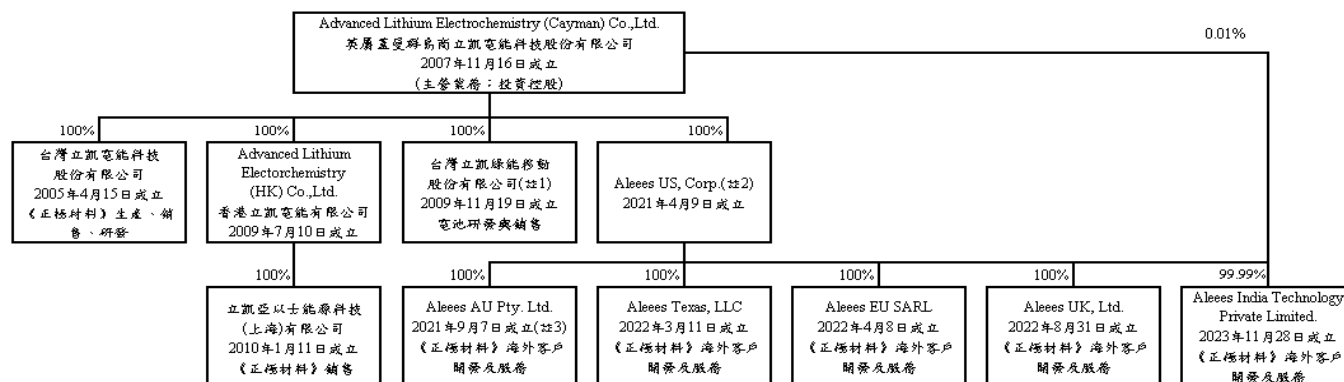 Advanced Lithium Electrochemistry (Cayman) Co.,Ltd.
英屬蓋曼群島商立凱電能科技股份有限公司
2007年11月16日成立
(主營業務：投資控股)
0.01%
100%
100%
100%
100%
台灣立凱電能科技
股份有限公司
2005年4月15日成立
《正極材料》生產、銷
售、研發
Advanced Lithium
Electorchemistry
(HK) Co.,Ltd.
香港立凱電能有限公司
2009年7月10日成立
台灣立凱綠能移動
股份有限公司(註1)
2009年11月19日成立
電池研發與銷售
Aleees US, Corp.(註2)
2021年4月9日成立
100%
100%
100%
100%
100%
99.99%
立凱亞以士能源科技
(上海)有限公司
2010年1月11日成立
《正極材料》銷售
Aleees AU Pty. Ltd.
2021年9月7日成立(註3)
《正極材料》海外客戶
開發及服務
Aleees Texas, LLC
2022年3月11日成立
《正極材料》海外客戶
開發及服務
Aleees EU SARL
2022年4月8日成立
《正極材料》海外客戶
開發及服務
Aleees UK, Ltd.
2022年8月31日成立
《正極材料》海外客戶
開發及服務
Aleees India Technology
Private Limited.
2023年11月28日成立
《正極材料》海外客戶
開發及服務